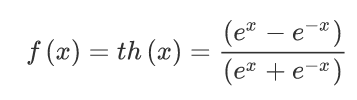 f (x) = th (x) = (e^x − e^{−x}) / (e^x + e^{−x})